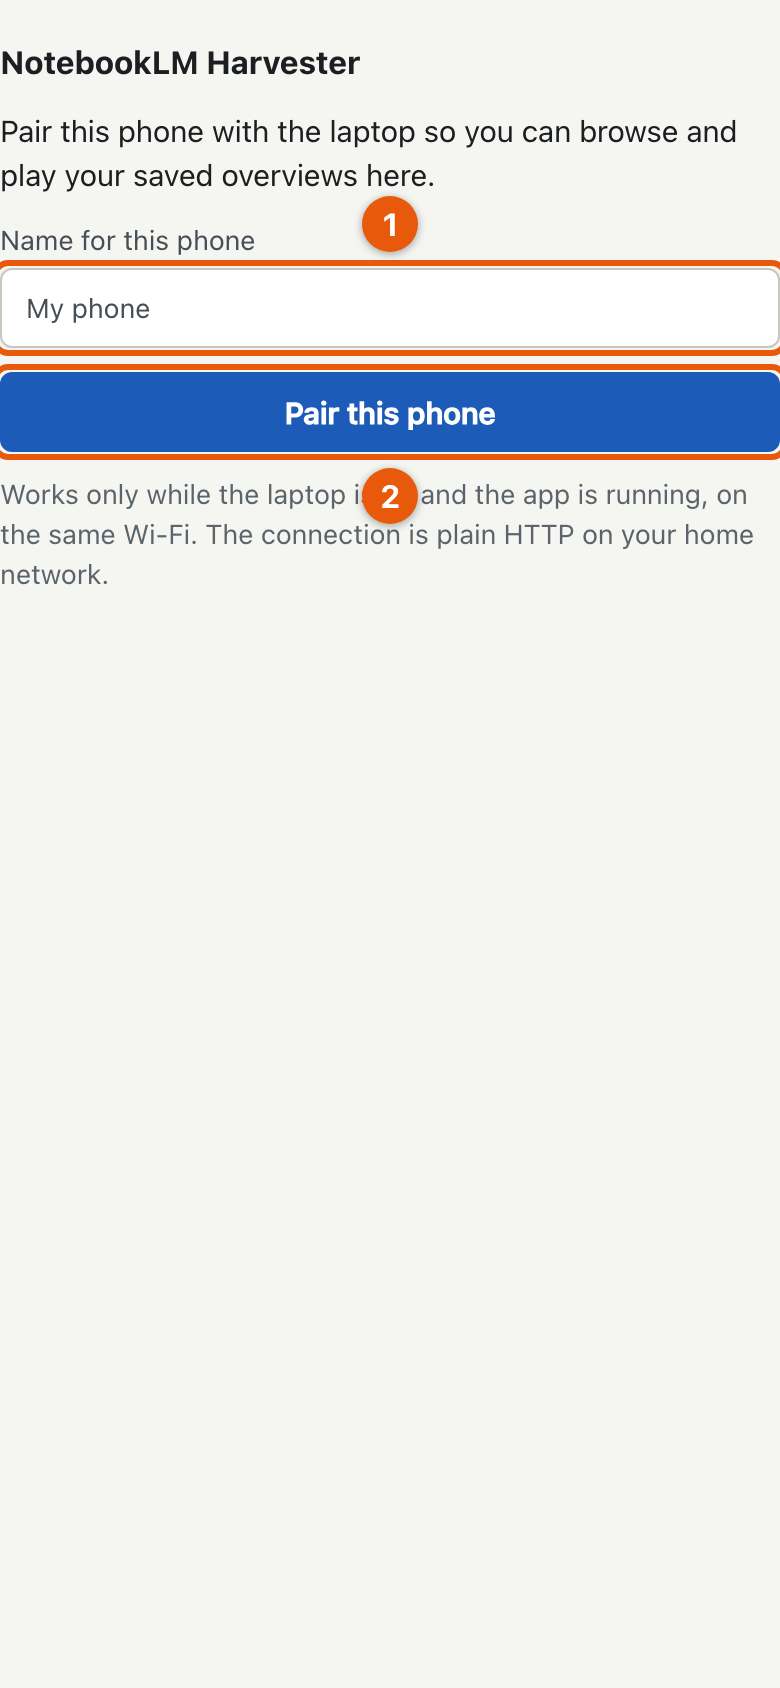 NotebookLM Harvester
Pair this phone with the laptop so you can browse and
play your saved overviews here.
1
Name for this phone
My phone
Pair this phone
Works only while the laptop 2 and the app is running, on
the same Wi-Fi. The connection is plain HTTP on your home
network.